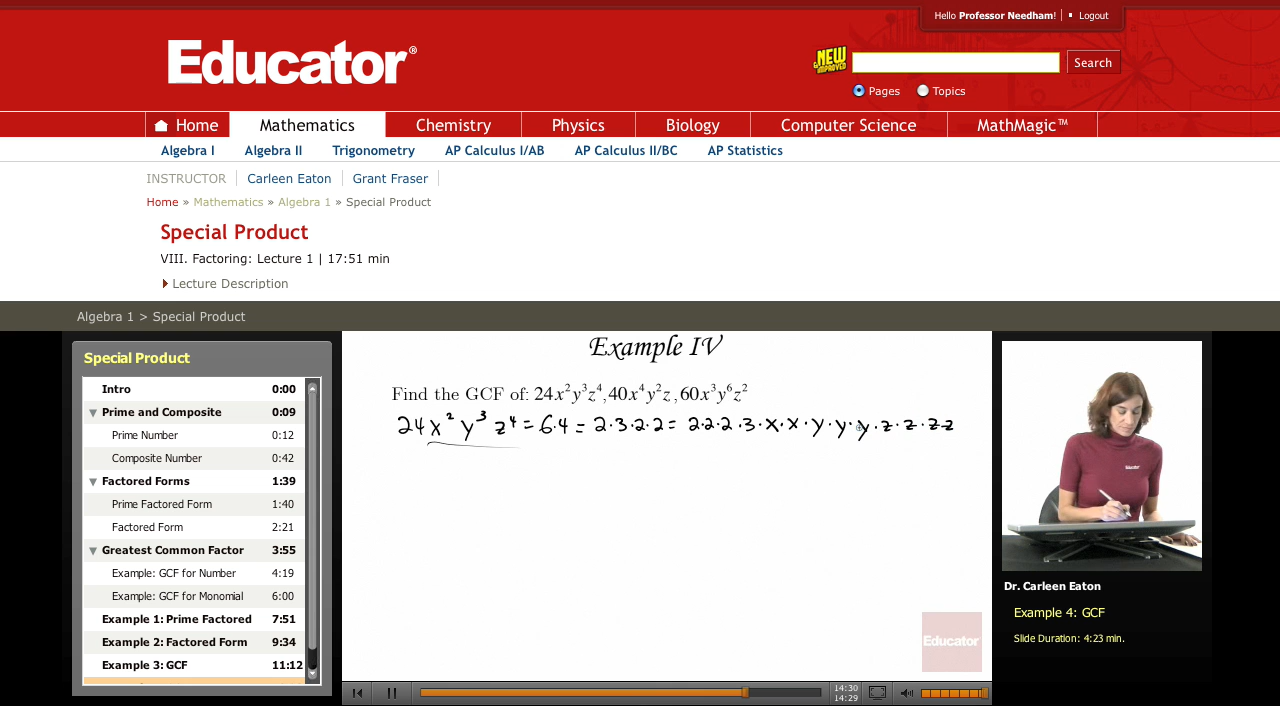 Hello Professor Needham! Logout
Educator®
NEW
& IMPROVED
Search
Pages Topics
Home Mathematics Chemistry Physics Biology Computer Science MathMagic™
Algebra I Algebra II Trigonometry AP Calculus I/AB AP Calculus II/BC AP Statistics
INSTRUCTOR Carleen Eaton Grant Fraser
Home » Mathematics » Algebra 1 » Special Product
Special Product
VIII. Factoring: Lecture 1 | 17:51 min
Lecture Description
Algebra 1 > Special Product
Special Product
Intro 0:00
Prime and Composite 0:09
Prime Number 0:12
Composite Number 0:42
Factored Forms 1:39
Prime Factored Form 1:40
Factored Form 2:21
Greatest Common Factor 3:55
Example: GCF for Number 4:19
Example: GCF for Monomial 6:00
Example 1: Prime Factored 7:51
Example 2: Factored Form 9:34
Example 3: GCF 11:12
Example IV
Find the GCF of: 24x²y³z⁴, 40x⁴y²z, 60x³y⁶z²
24x² y³ z⁴ = 6·4 = 2·3·2·2 = 2·2·2·3·x·x·y·y·y·z·z·z·z
Educator
14:30
14:29
Educator
Dr. Carleen Eaton
Example 4: GCF
Slide Duration: 4:23 min.